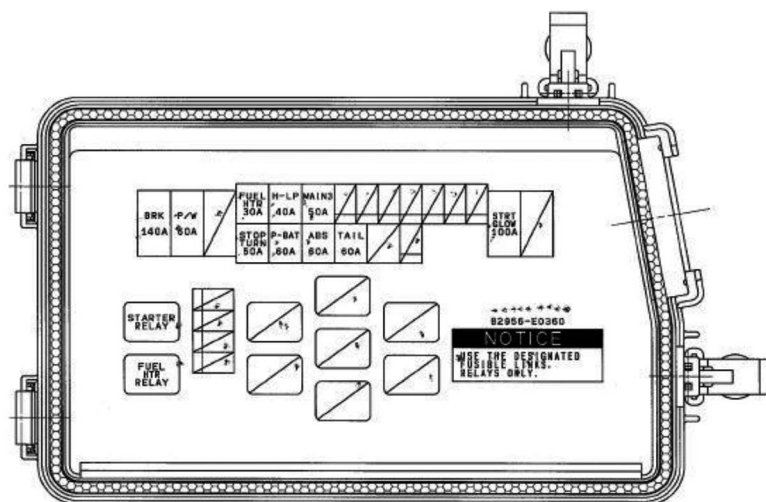 FUEL
HTR
30A
H-LP
40A
MAIN3
50A
BRK
140A
P/W
60A
STOP
TURN
50A
P-BAT
60A
ABS
60A
TAIL
60A
STRT
GLOW
100A
STARTER
RELAY
FUEL
HTR
RELAY
82956-E0360
NOTICE
USE THE DESIGNATED
FUSIBLE LINKS,
RELAYS ONLY.